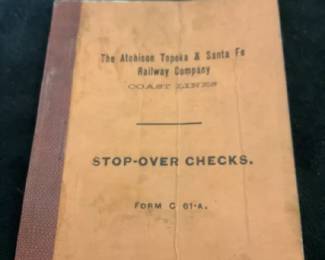 The Atchison Topeka & Santa Fe
Railway Company
COAST LINES
STOP-OVER CHECKS.
FORM C 61-A.